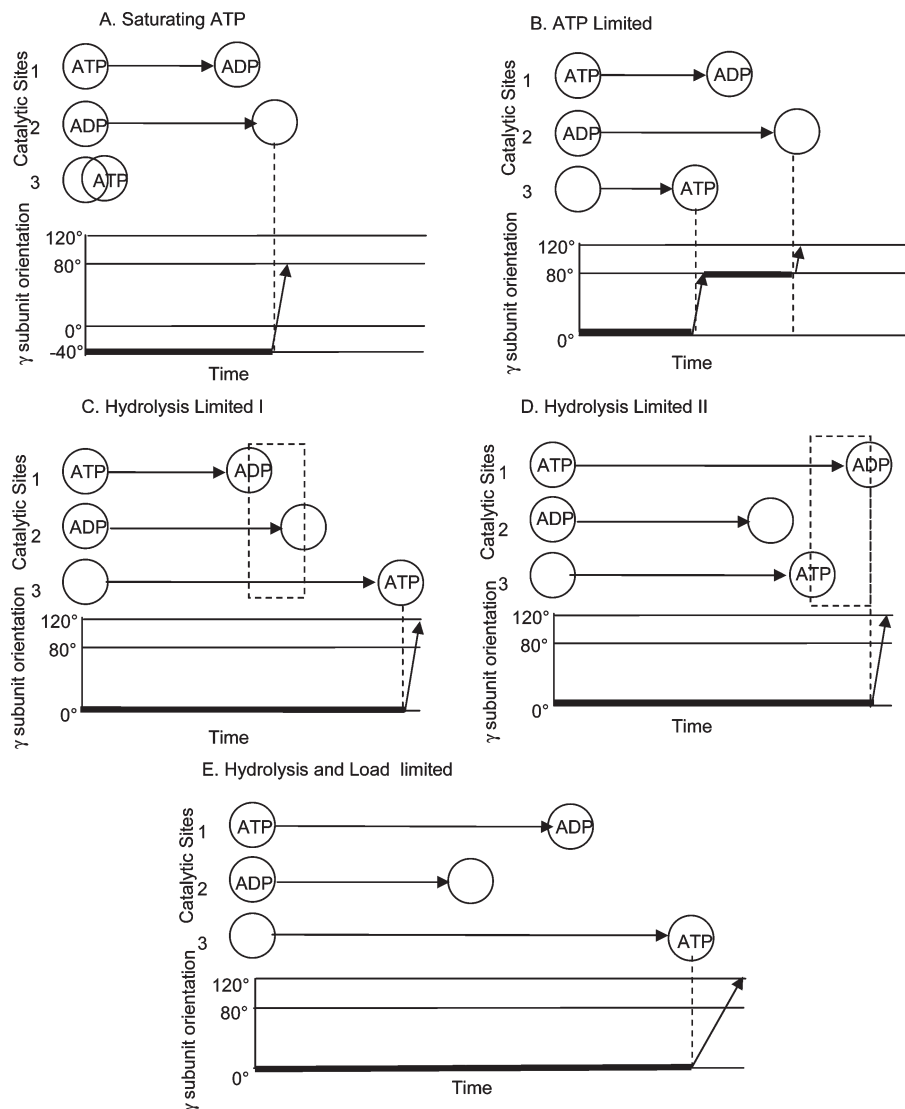 A. Saturating ATP
Catalytic Sites
1 ATP ADP
2 ADP
3 ATP
γ subunit orientation
120°
80°
0°
-40°
Time
B. ATP Limited
Catalytic Sites
1 ATP ADP
2 ADP
3 ATP
γ subunit orientation
120°
80°
0°
Time
C. Hydrolysis Limited I
Catalytic Sites
1 ATP ADP
2 ADP
3 ATP
γ subunit orientation
120°
80°
0°
Time
D. Hydrolysis Limited II
Catalytic Sites
1 ATP ADP
2 ADP
3 ATP
γ subunit orientation
120°
80°
0°
Time
E. Hydrolysis and Load limited
Catalytic Sites
1 ATP ADP
2 ADP
3 ATP
γ subunit orientation
120°
80°
0°
Time